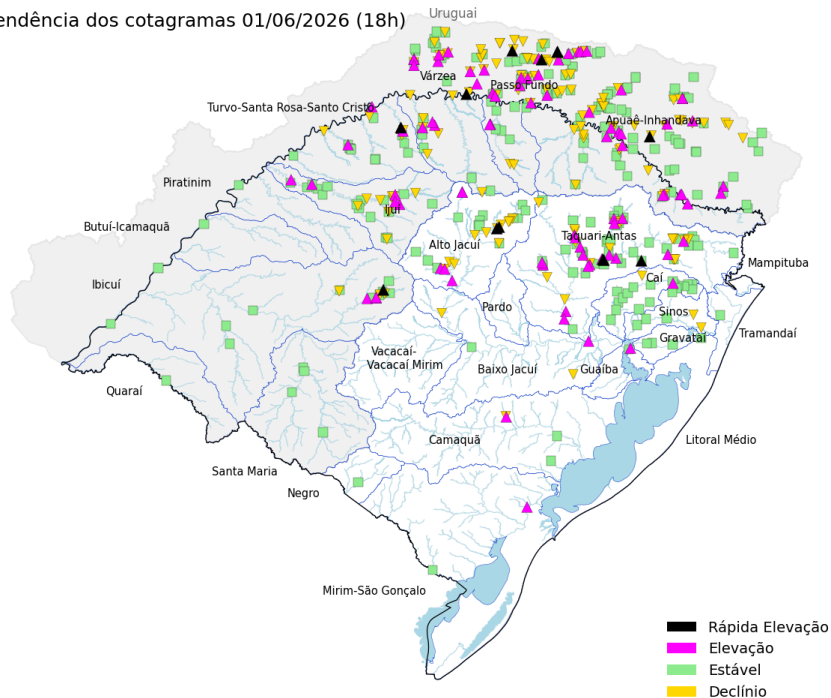 endência dos cotagramas 01/06/2026 (18h)
Uruguai
Várzea
Passo Fundo
Turvo-Santa Rosa-Santo Cristo
Apuaê-Inhandava
Piratinim
Ijuí
Butuí-Icamaquã
Alto Jacuí
Taquari-Antas
Mampituba
Ibicuí
Caí
Pardo
Sinos
Tramandaí
Gravataí
Vacacaí-
Vacacaí Mirim
Baixo Jacuí
Guaíba
Quaraí
Camaquã
Litoral Médio
Santa Maria
Negro
Mirim-São Gonçalo
Rápida Elevação
Elevação
Estável
Declínio